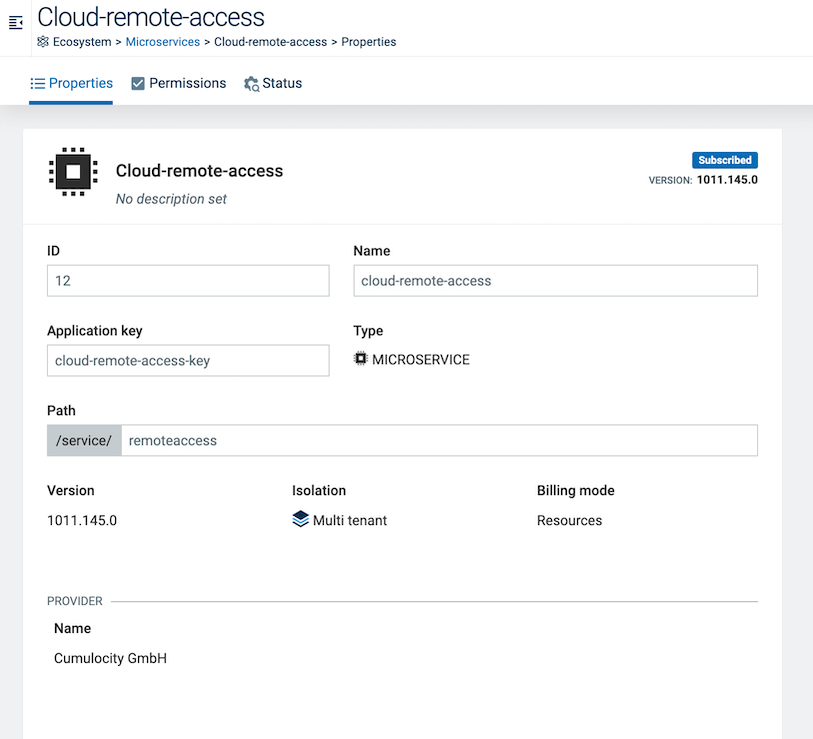 Cloud-remote-access
Ecosystem > Microservices > Cloud-remote-access > Properties
Properties Permissions Status
Cloud-remote-access
No description set
Subscribed
VERSION: 1011.145.0
ID
12
Name
cloud-remote-access
Application key
cloud-remote-access-key
Type
MICROSERVICE
Path
/service/ remoteaccess
Version
1011.145.0
Isolation
Multi tenant
Billing mode
Resources
PROVIDER
Name
Cumulocity GmbH